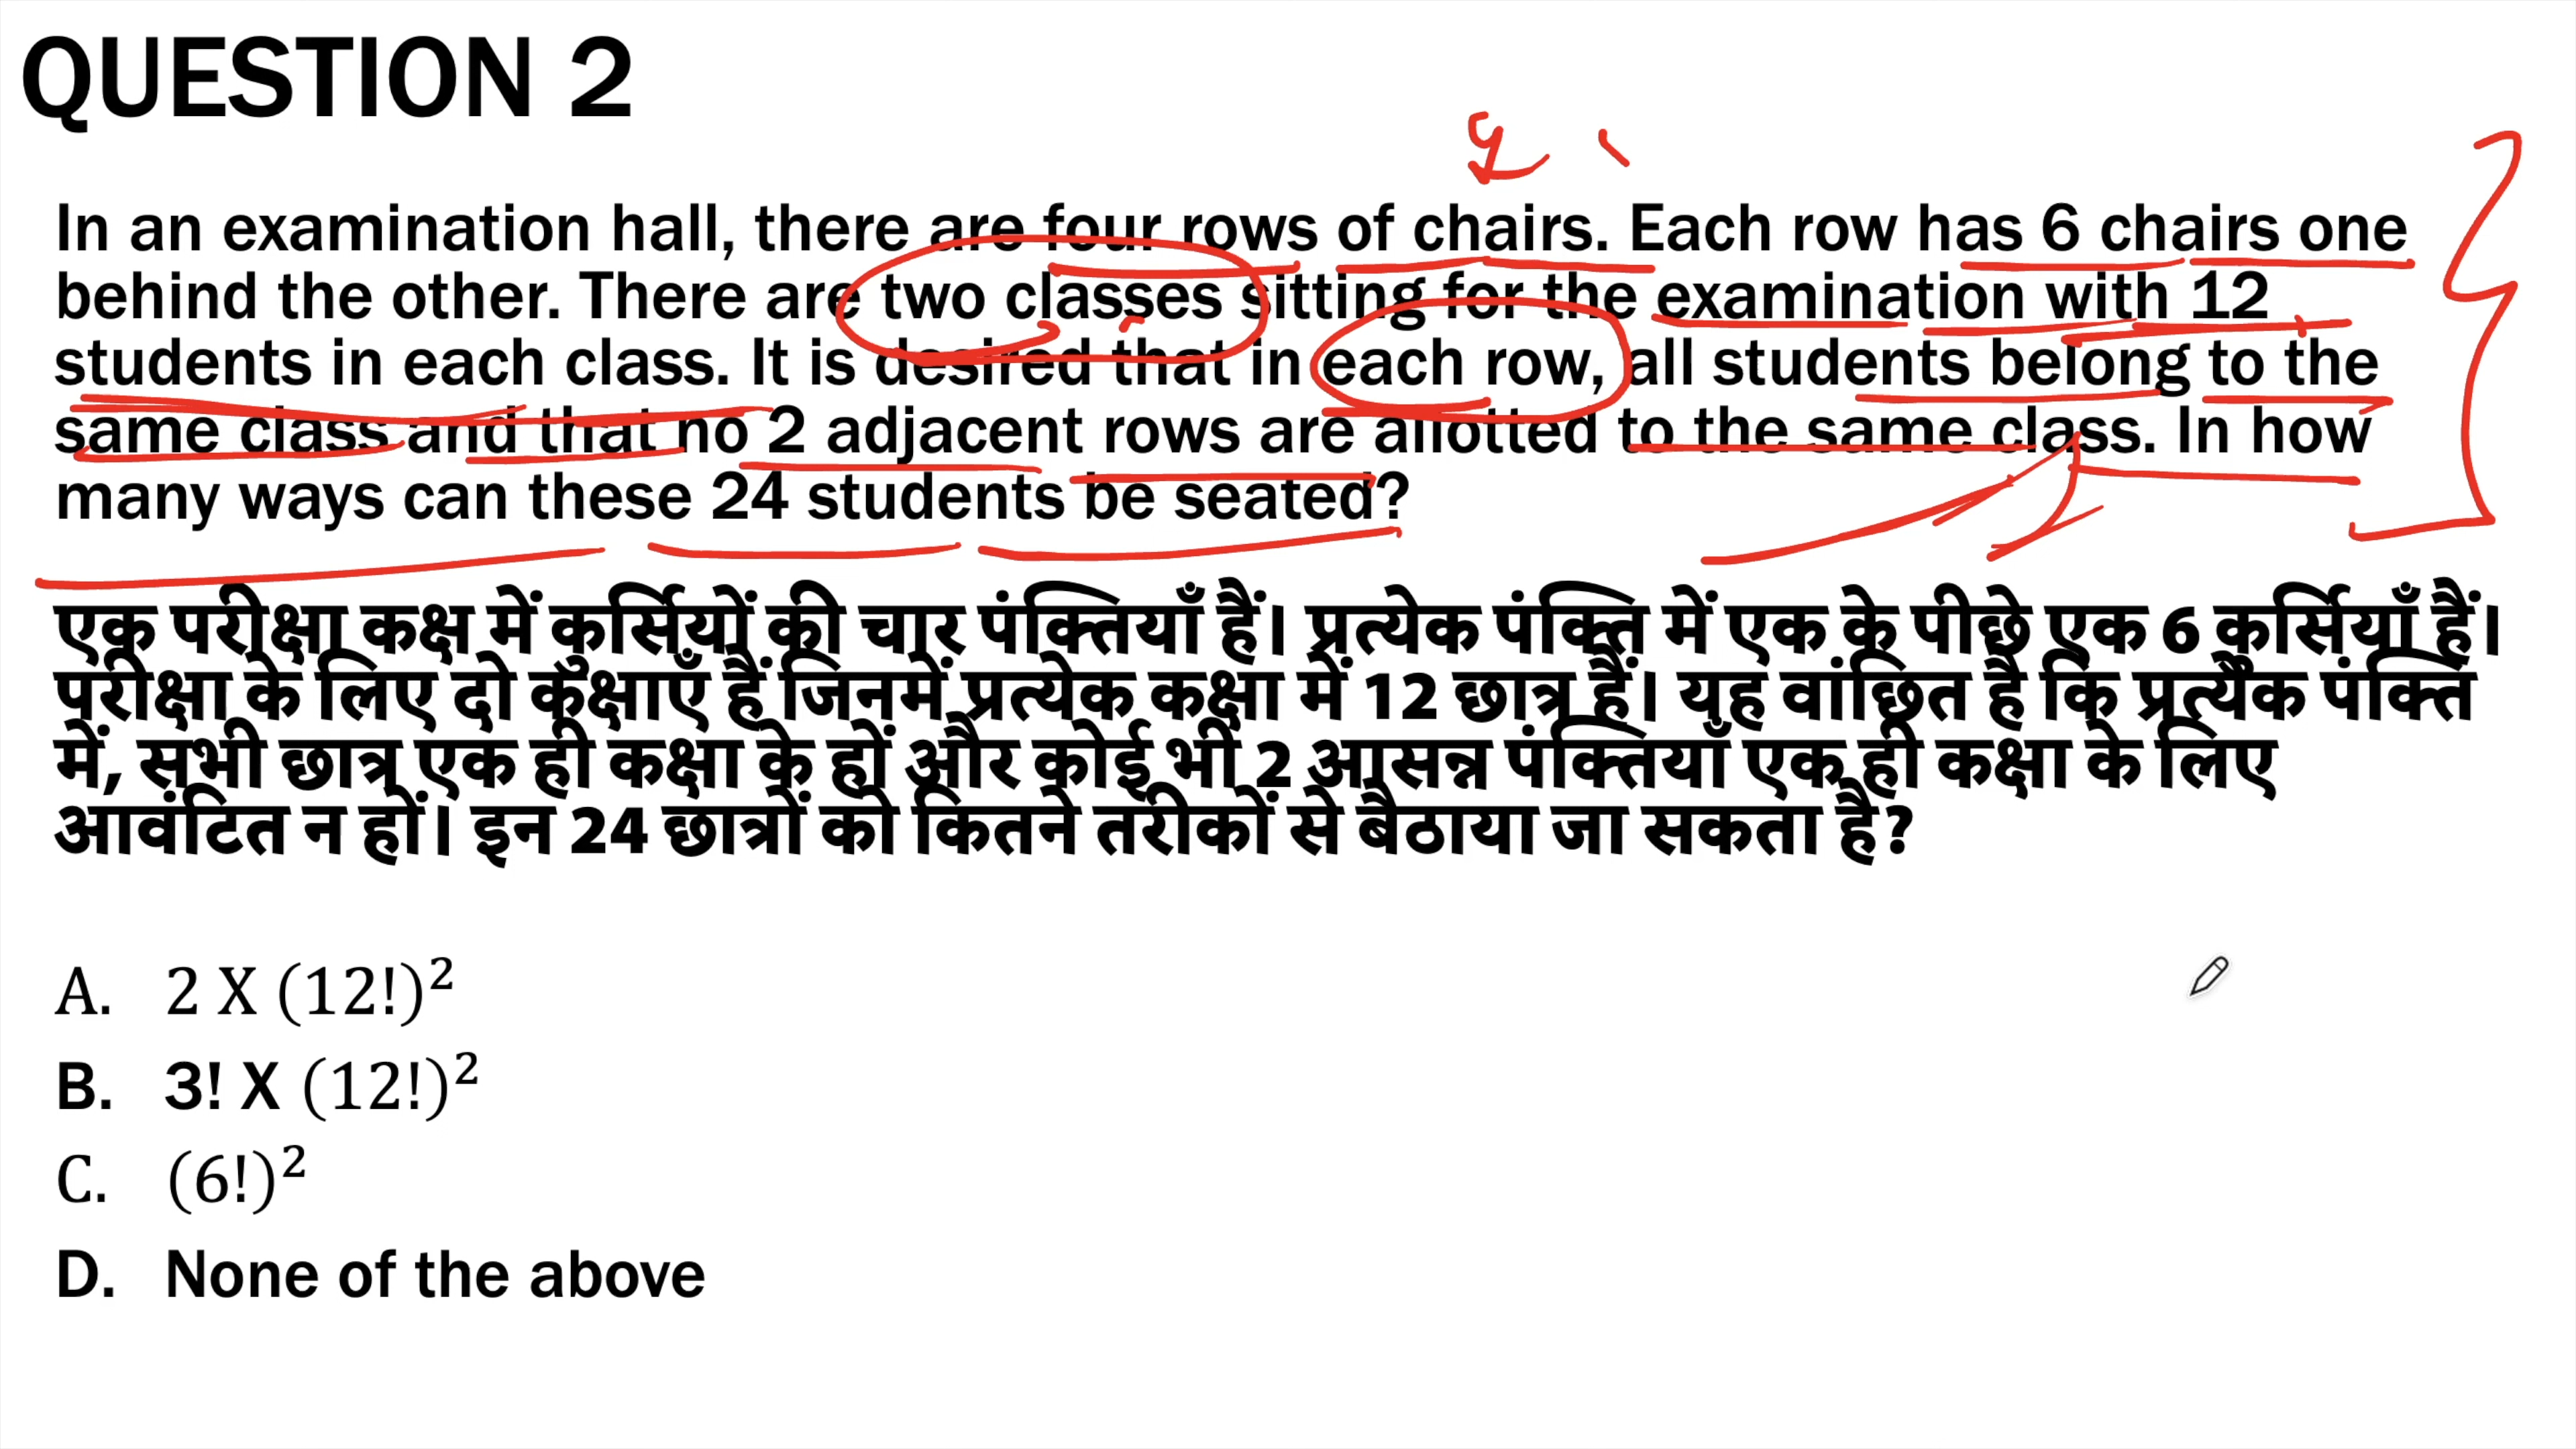 QUESTION 2
In an examination hall, there are four rows of chairs. Each row has 6 chairs one
behind the other. There are two classes sitting for the examination with 12
students in each class. It is desired that in each row, all students belong to the
same class and that no 2 adjacent rows are allotted to the same class. In how
many ways can these 24 students be seated?
एक परीक्षा कक्ष में कुर्सियों की चार पंक्तियाँ हैं। प्रत्येक पंक्ति में एक के पीछे एक 6 कुर्सियाँ हैं।
परीक्षा के लिए दो कक्षाएँ हैं जिनमें प्रत्येक कक्षा में 12 छात्र हैं। यह वांछित है कि प्रत्येक पंक्ति
में, सभी छात्र एक ही कक्षा के हों और कोई भी 2 आसन्न पंक्तियाँ एक ही कक्षा के लिए
आवंटित न हों। इन 24 छात्रों को कितने तरीकों से बैठाया जा सकता है?
A. 2 X (12!)²
B. 3! X (12!)²
C. (6!)²
D. None of the above